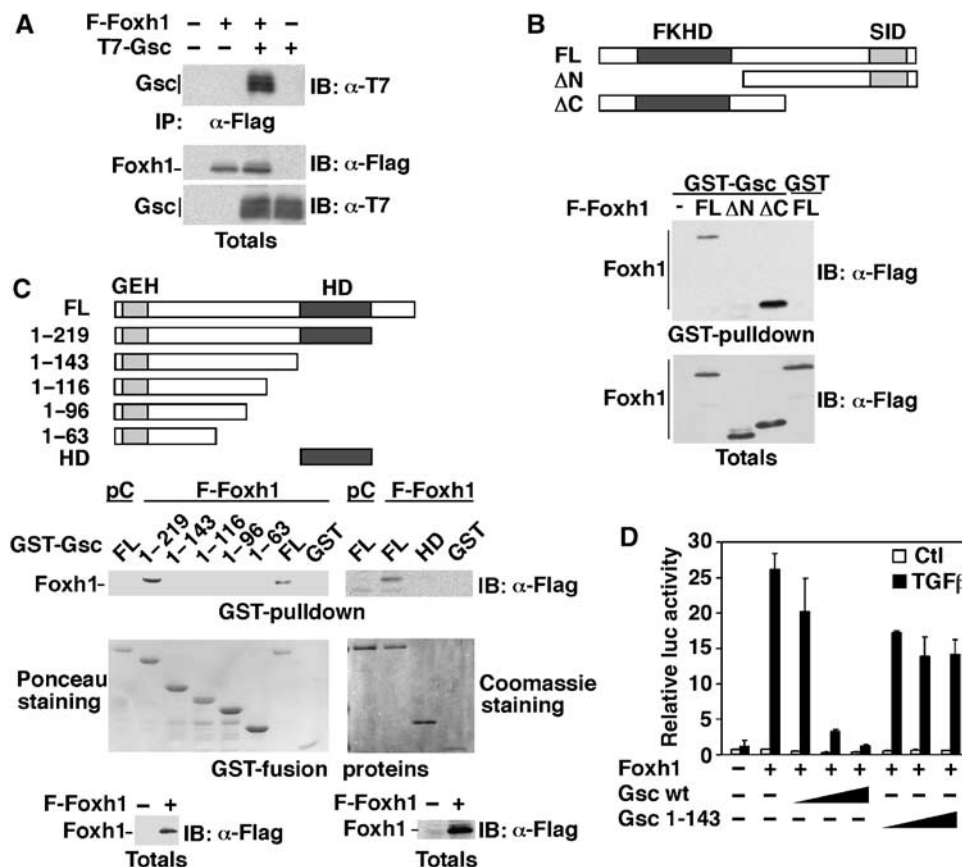 A
F-Foxh1 – + + –
T7-Gsc – – + +
Gsc IB: α-T7
IP: α-Flag
Foxh1 IB: α-Flag
Gsc IB: α-T7
Totals
B
FKHD SID
FL
ΔN
ΔC
GST-Gsc GST
F-Foxh1 - FL ΔN ΔC FL
Foxh1 IB: α-Flag
GST-pulldown
Foxh1 IB: α-Flag
Totals
C
GEH HD
FL
1–219
1–143
1–116
1–96
1–63
HD
pC F-Foxh1 pC F-Foxh1
GST-Gsc FL 1–219 1–143 1–116 1–96 1–63 FL GST FL FL HD GST
Foxh1- IB: α-Flag
GST-pulldown
Ponceau staining Coomassie staining
GST-fusion proteins
F-Foxh1 – + F-Foxh1 – +
Foxh1- IB: α-Flag Foxh1 - IB: α-Flag
Totals Totals
D
Relative luc activity
30
25
20
15
10
5
0
Ctl
TGFβ
Foxh1 – + + + + + + +
Gsc wt – – – – –
Gsc 1-143 – – – – –